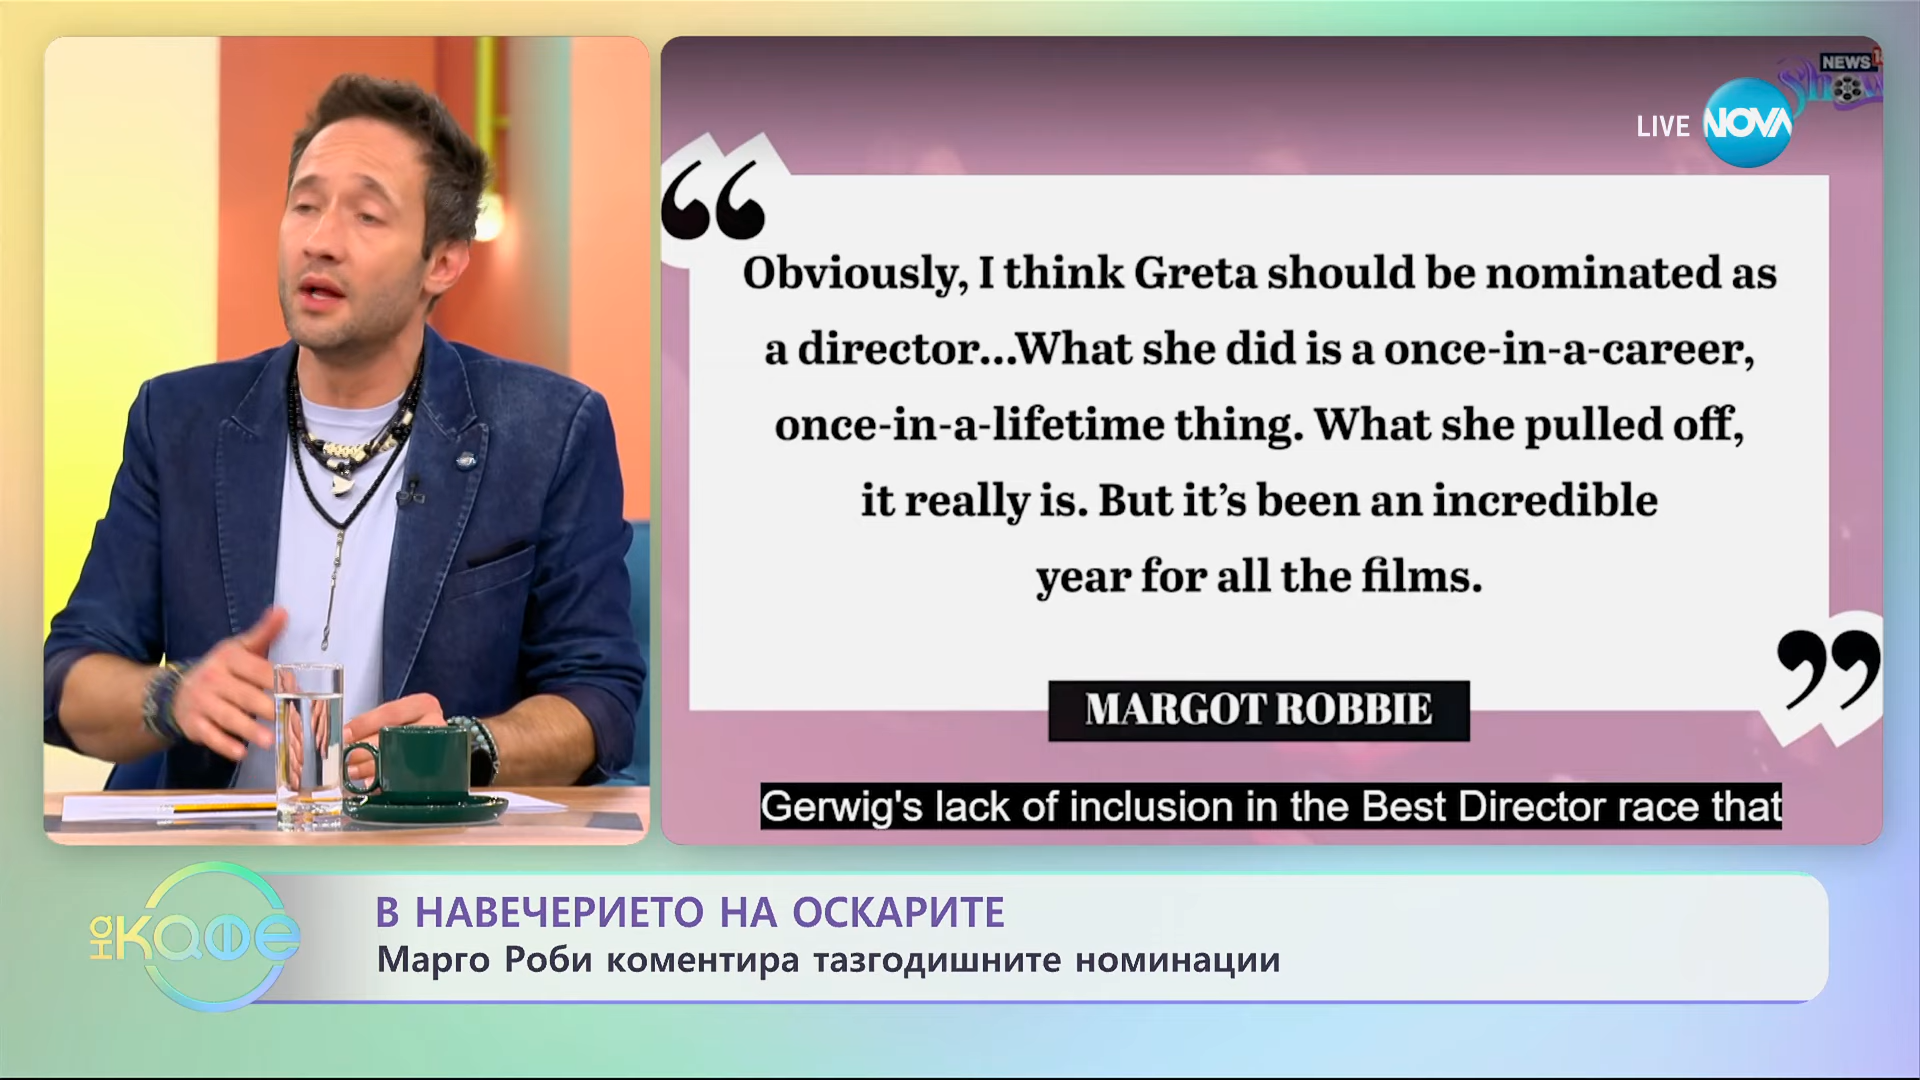 NEWS
Show
LIVE NOVA
Obviously, I think Greta should be nominated as
a director...What she did is a once-in-a-career,
once-in-a-lifetime thing. What she pulled off,
it really is. But it’s been an incredible
year for all the films.
MARGOT ROBBIE
Gerwig's lack of inclusion in the Best Director race that
на кафе
В НАВЕЧЕРИЕТО НА ОСКАРИТЕ
Марго Роби коментира тазгодишните номинации